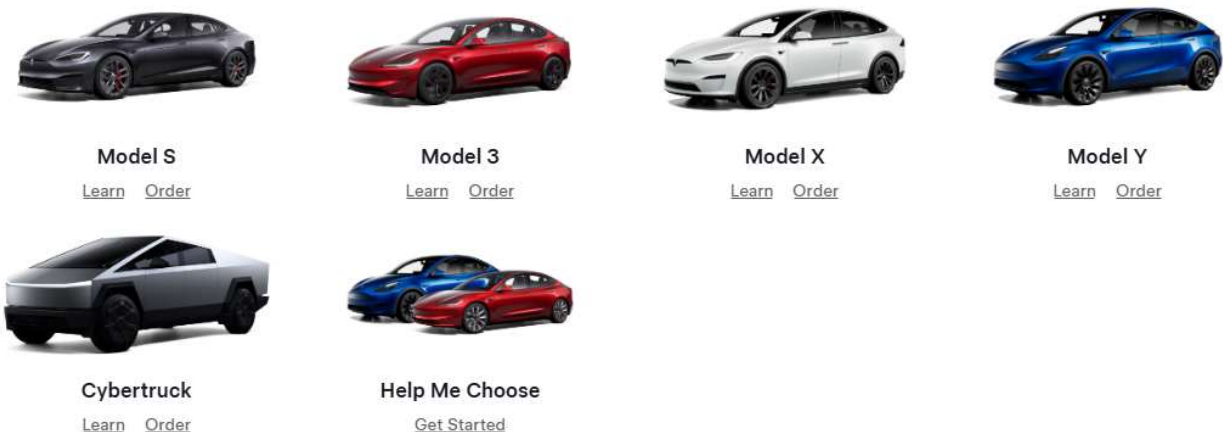 Model S
Learn Order
Model 3
Learn Order
Model X
Learn Order
Model Y
Learn Order
Cybertruck
Learn Order
Help Me Choose
Get Started